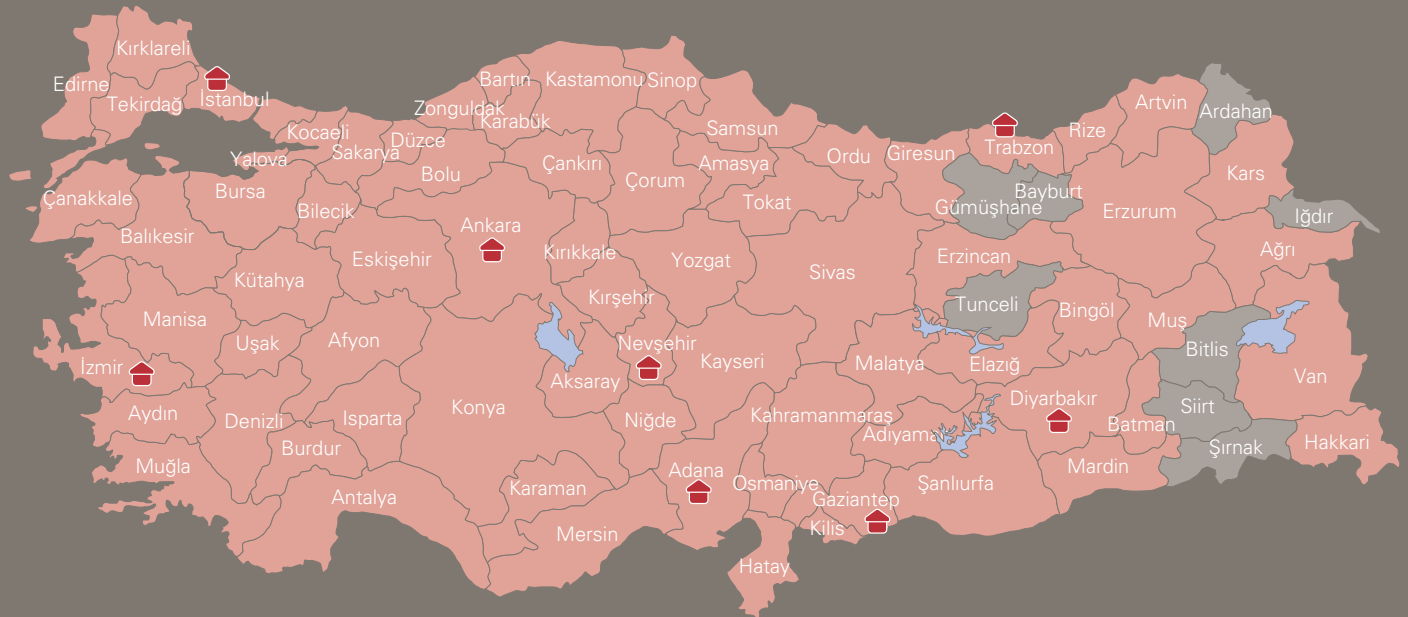 Kırklareli
Edirne
Tekirdağ
İstanbul
Kocaeli
Sakarya
Yalova
Düzce
Zonguldak
Bartın
Karabük
Kastamonu
Sinop
Samsun
Çankırı
Çorum
Amasya
Ordu
Giresun
Trabzon
Rize
Artvin
Ardahan
Kars
Iğdır
Çanakkale
Bursa
Bilecik
Bolu
Tokat
Gümüşhane
Bayburt
Erzurum
Balıkesir
Ankara
Eskişehir
Kırıkkale
Yozgat
Sivas
Erzincan
Ağrı
Kütahya
Kırşehir
Tunceli
Bingöl
Muş
Manisa
Uşak
Afyon
Nevşehir
Kayseri
Malatya
Elazığ
Bitlis
Van
İzmir
Aksaray
Aydın
Denizli
Isparta
Konya
Niğde
Kahramanmaraş
Adıyama
Diyarbakır
Batman
Siirt
Şırnak
Hakkari
Muğla
Burdur
Antalya
Karaman
Adana
Osmaniye
Gaziantep
Şanlıurfa
Mardin
Mersin
Kilis
Hatay